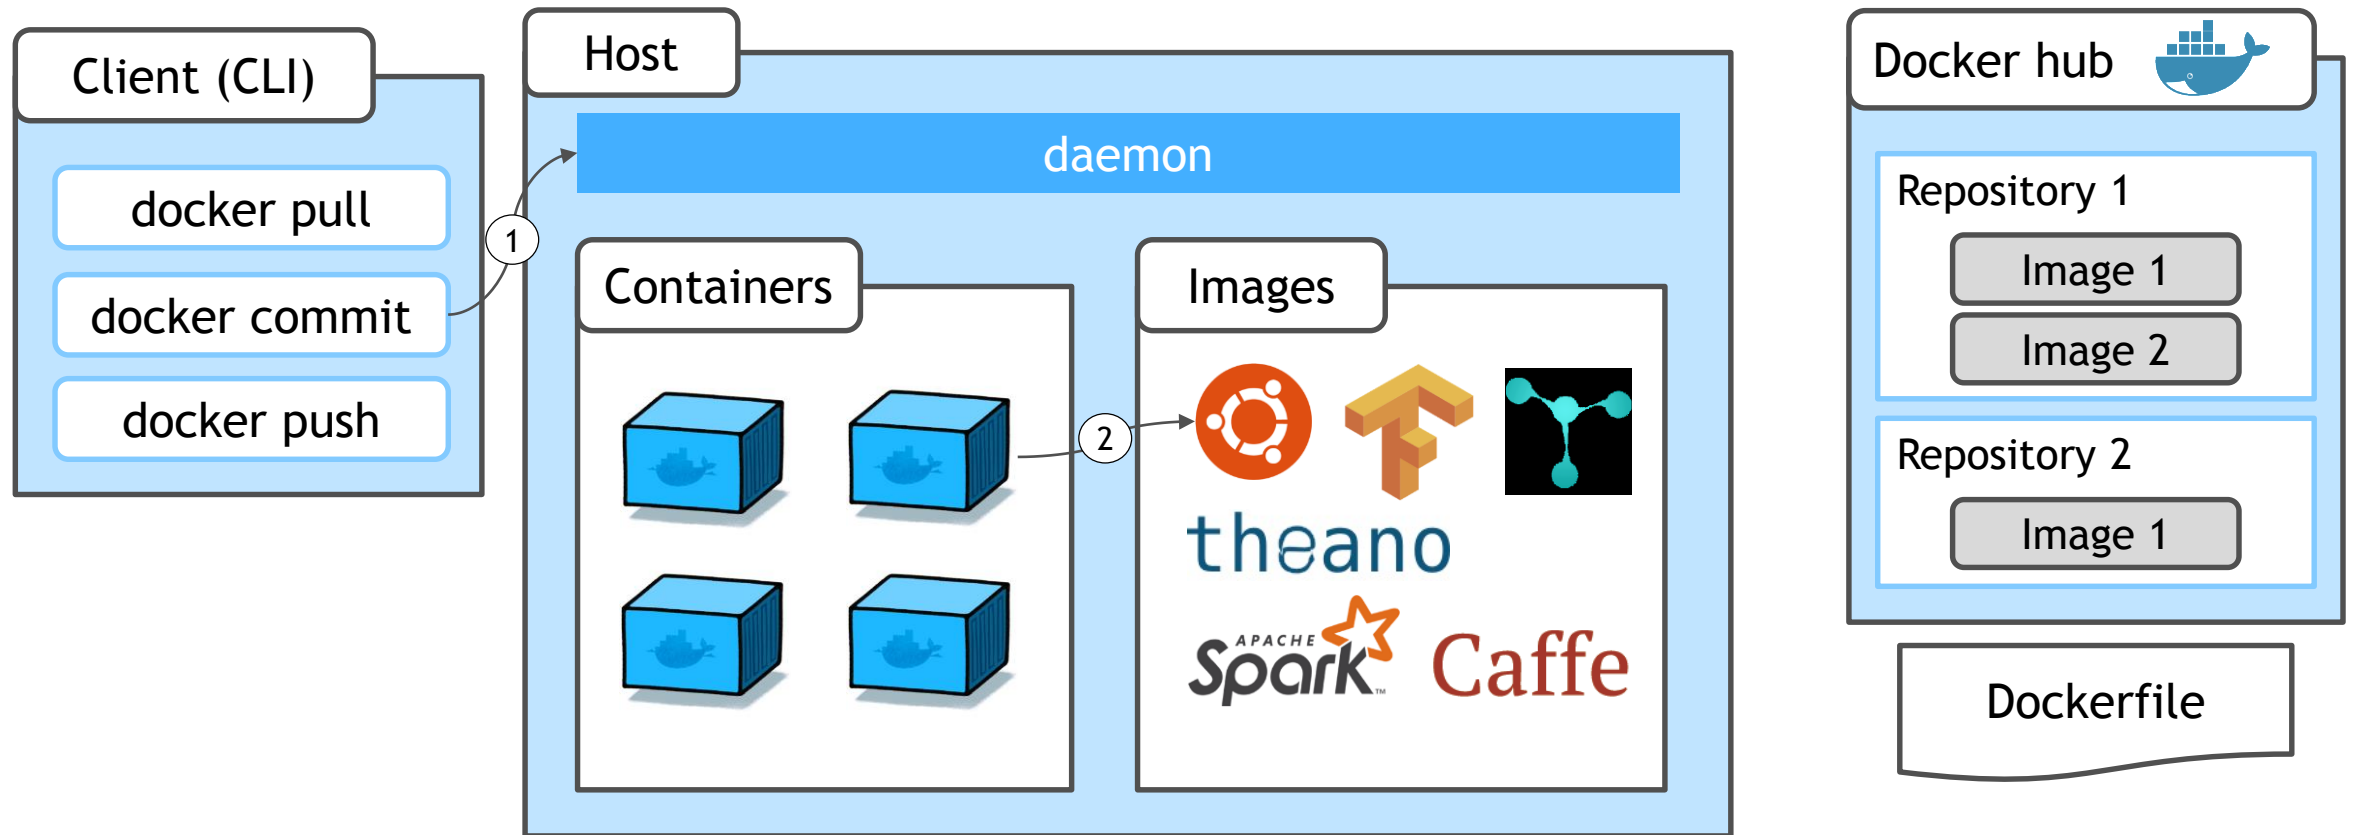 Client (CLI)
docker pull
docker commit
docker push
1
Host
daemon
Containers
2
Images
theano
APACHE
Spark™
Caffe
Docker hub
Repository 1
Image 1
Image 2
Repository 2
Image 1
Dockerfile